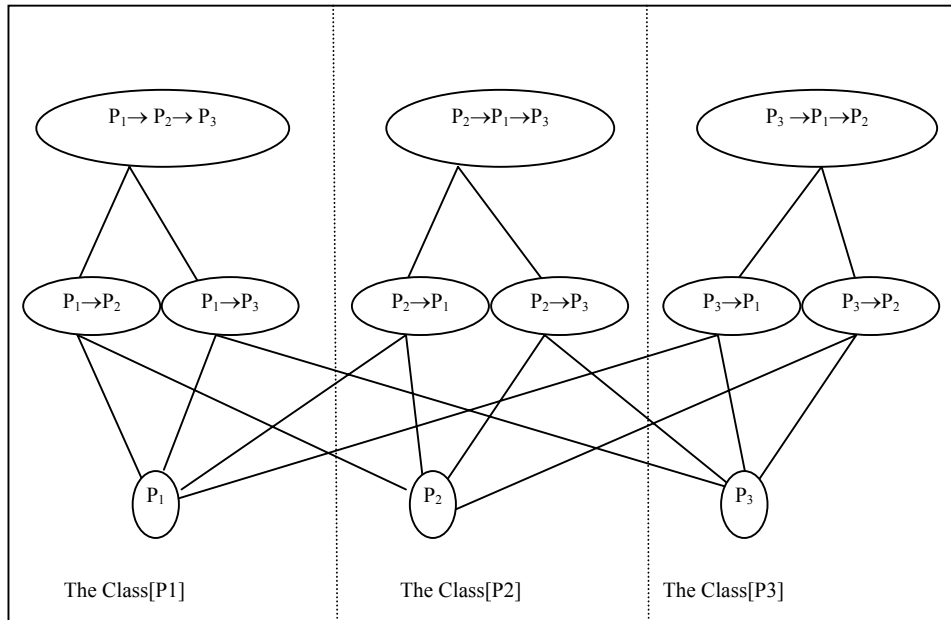 P₁→ P₂→ P₃
P₂→P₁→P₃
P₃ →P₁→P₂
P₁→P₂
P₁→P₃
P₂→P₁
P₂→P₃
P₃→P₁
P₃→P₂
P₁
P₂
P₃
The Class[P1]
The Class[P2]
The Class[P3]